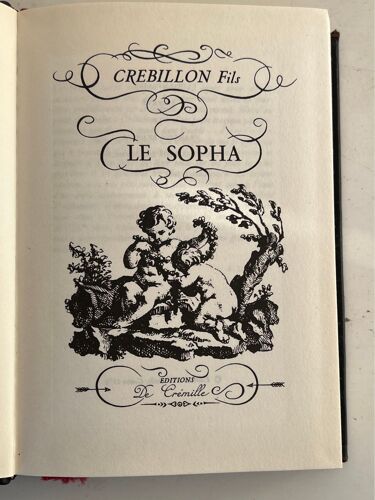 CREBILLON Fils
LE SOPHA
EDITIONS
De Crémille